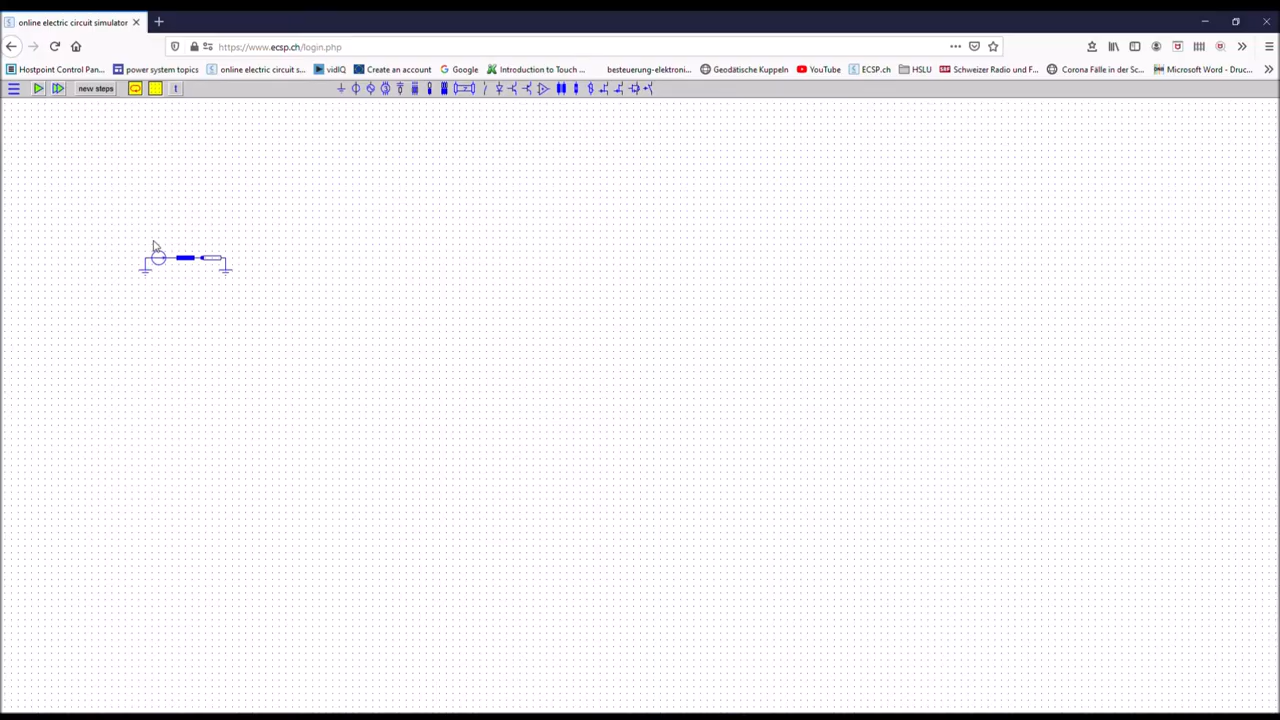 online electric circuit simulator
https://www.ecsp.ch/login.php
Hostpoint Control Pan... power system topics online electric circuit s... vidIQ Create an account Google Introduction to Touch ... besteuerung-elektroni... Geodätische Kuppeln YouTube ECSP.ch HSLU Schweizer Radio und F... Corona Fälle in der Sc... Microsoft Word - Druc...
new steps t